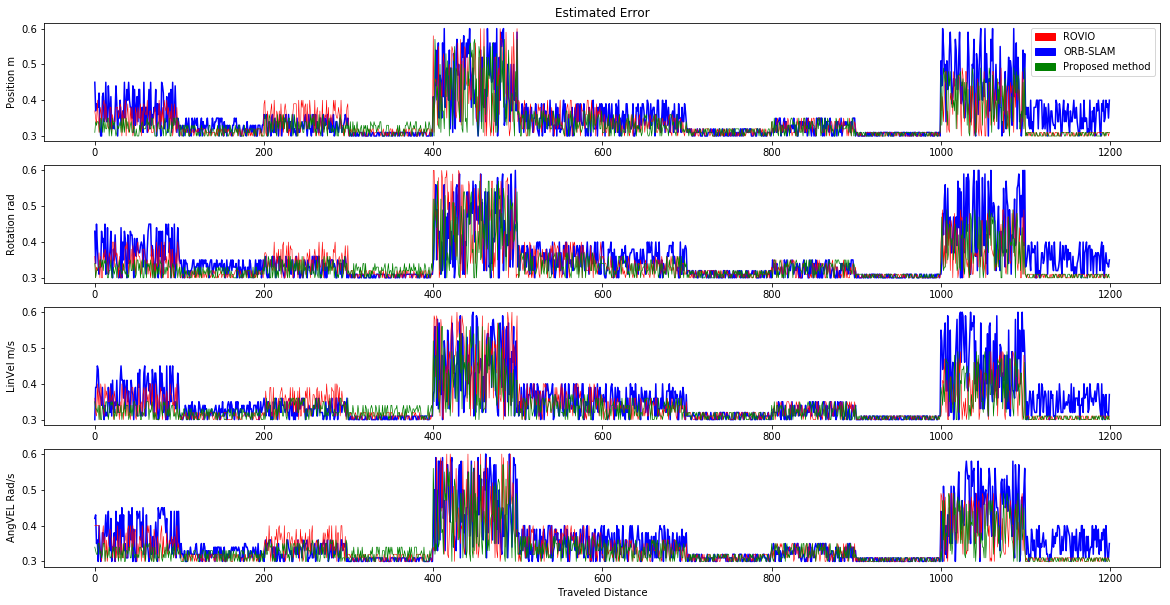 Estimated Error
Position m
0.6
0.5
0.4
0.3
0 200 400 600 800 1000 1200
ROVIO
ORB-SLAM
Proposed method
Rotation rad
0.6
0.5
0.4
0.3
0 200 400 600 800 1000 1200
LinVel m/s
0.6
0.5
0.4
0.3
0 200 400 600 800 1000 1200
AngVEL Rad/s
0.6
0.5
0.4
0.3
0 200 400 600 800 1000 1200
Traveled Distance